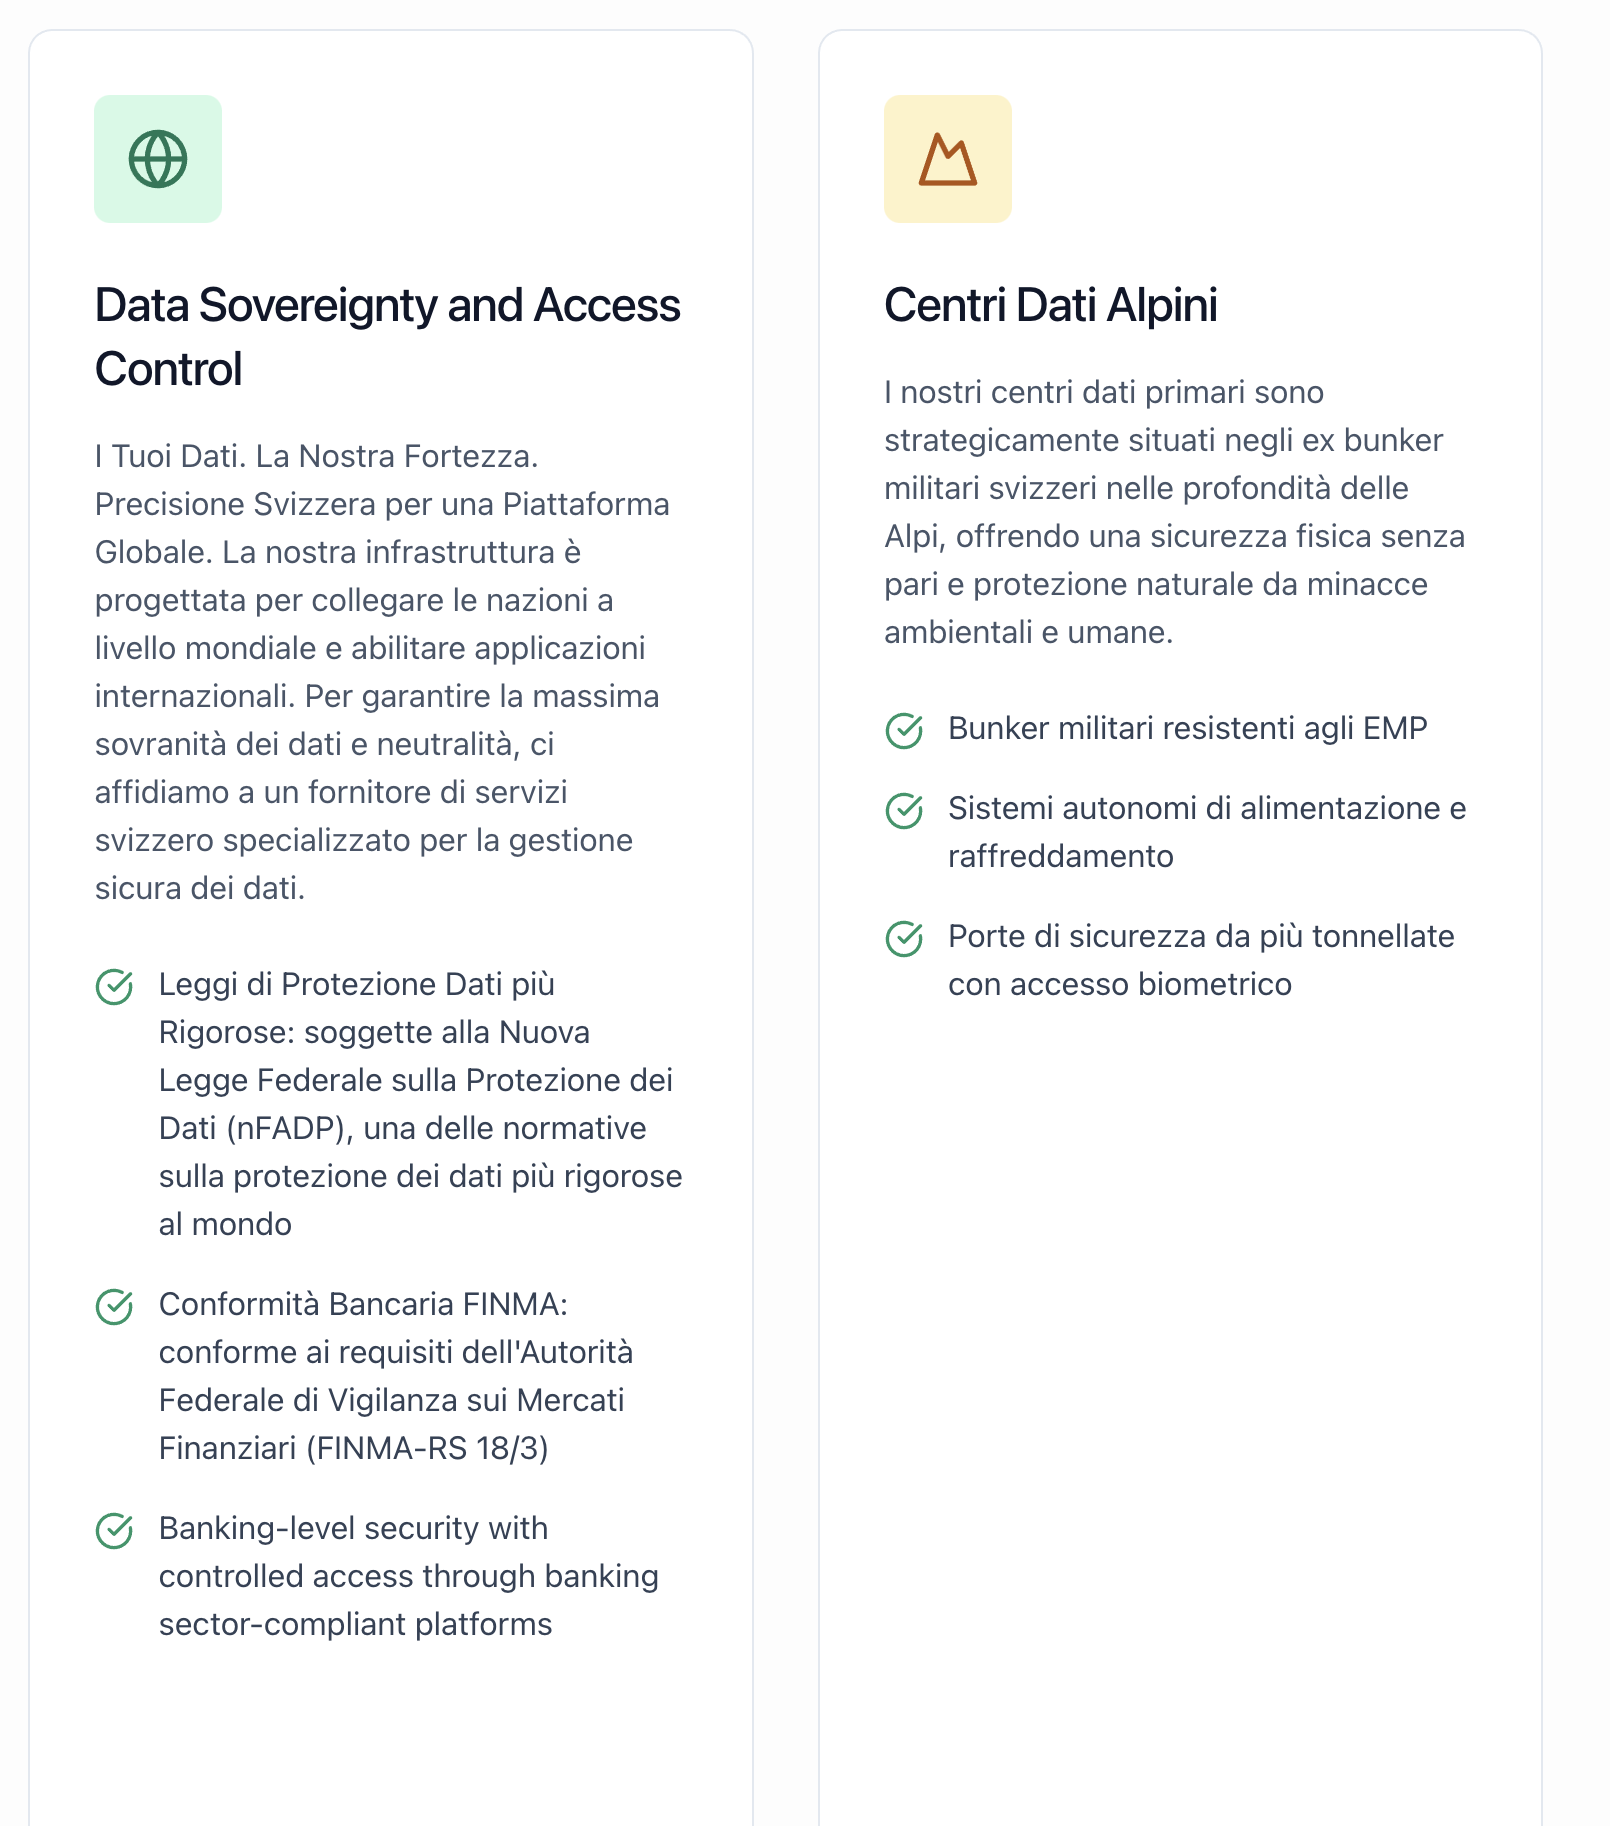 Data Sovereignty and Access
Control
I Tuoi Dati. La Nostra Fortezza.
Precisione Svizzera per una Piattaforma
Globale. La nostra infrastruttura è
progettata per collegare le nazioni a
livello mondiale e abilitare applicazioni
internazionali. Per garantire la massima
sovranità dei dati e neutralità, ci
affidiamo a un fornitore di servizi
svizzero specializzato per la gestione
sicura dei dati.
Leggi di Protezione Dati più
Rigorose: soggette alla Nuova
Legge Federale sulla Protezione dei
Dati (nFADP), una delle normative
sulla protezione dei dati più rigorose
al mondo
Conformità Bancaria FINMA:
conforme ai requisiti dell'Autorità
Federale di Vigilanza sui Mercati
Finanziari (FINMA-RS 18/3)
Banking-level security with
controlled access through banking
sector-compliant platforms
Centri Dati Alpini
I nostri centri dati primari sono
strategicamente situati negli ex bunker
militari svizzeri nelle profondità delle
Alpi, offrendo una sicurezza fisica senza
pari e protezione naturale da minacce
ambientali e umane.
Bunker militari resistenti agli EMP
Sistemi autonomi di alimentazione e
raffreddamento
Porte di sicurezza da più tonnellate
con accesso biometrico